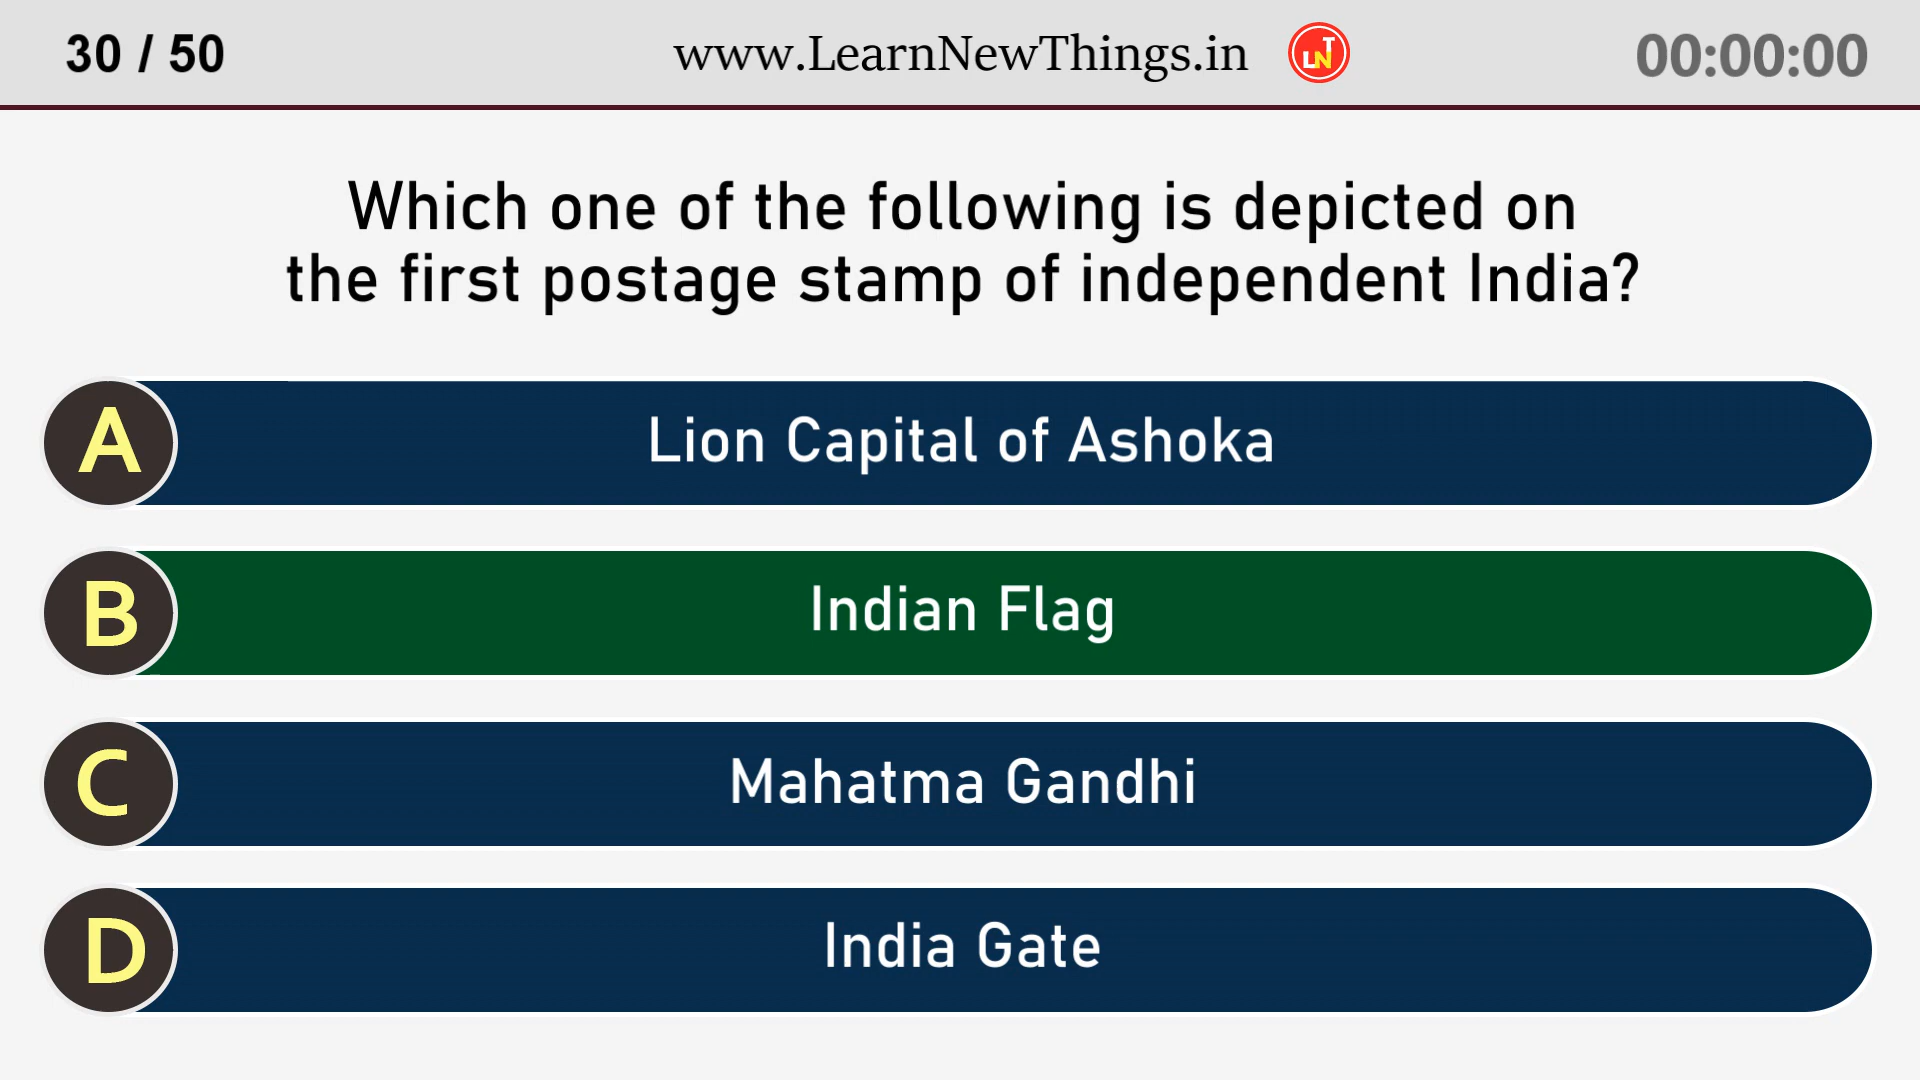 30 / 50
www.LearnNewThings.in
LNT
00:00:00
Which one of the following is depicted on
the first postage stamp of independent India?
A
Lion Capital of Ashoka
B
Indian Flag
C
Mahatma Gandhi
D
India Gate